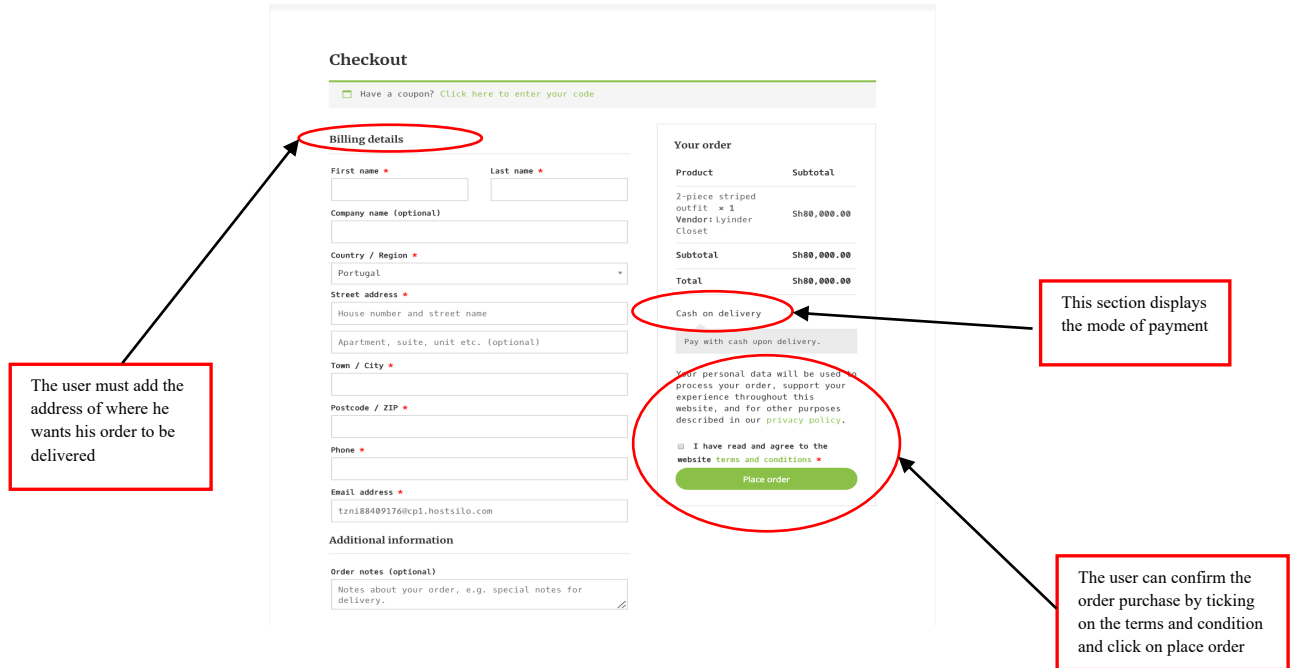 Checkout
Have a coupon? Click here to enter your code
Billing details
First name *
Last name *
Company name (optional)
Country / Region *
Portugal
Street address *
House number and street name
Apartment, suite, unit etc. (optional)
Town / City *
Postcode / ZIP *
Phone *
Email address *
tzni88409176@cp1.hostsilo.com
Additional information
Order notes (optional)
Notes about your order, e.g. special notes for
delivery.
Your order
Product Subtotal
2-piece striped
outfit × 1
Vendor: Lyinder
Closet
Sh80,000.00
Subtotal Sh80,000.00
Total Sh80,000.00
Cash on delivery
Pay with cash upon delivery.
Your personal data will be used to
process your order, support your
experience throughout this
website, and for other purposes
described in our privacy policy.
I have read and agree to the
website terms and conditions *
Place order
The user must add the
address of where he
wants his order to be
delivered
This section displays
the mode of payment
The user can confirm the
order purchase by ticking
on the terms and condition
and click on place order